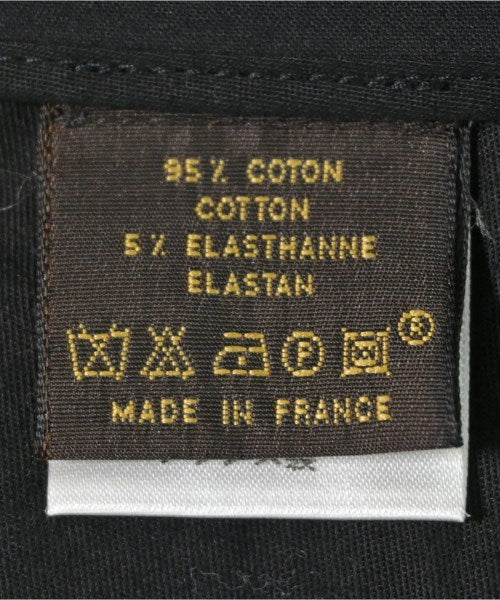 95 % COTON
COTTON
5 % ELASTHANNE
ELASTAN
P ®
MADE IN FRANCE